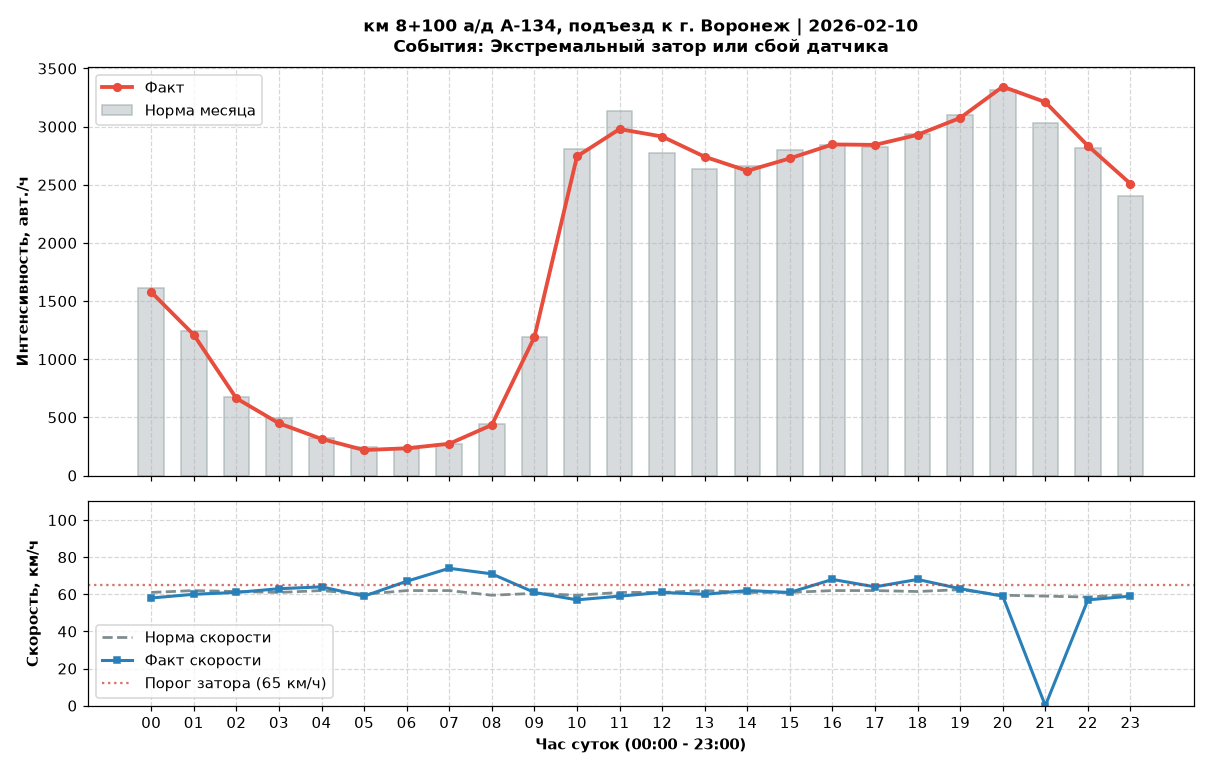 км 8+100 а/д А-134, подъезд к г. Воронеж | 2026-02-10
События: Экстремальный затор или сбой датчика
Интенсивность, авт./ч
3500
3000
2500
2000
1500
1000
500
0
Факт
Норма месяца
Скорость, км/ч
100
80
60
40
20
0
Норма скорости
Факт скорости
Порог затора (65 км/ч)
00 01 02 03 04 05 06 07 08 09 10 11 12 13 14 15 16 17 18 19 20 21 22 23
Час суток (00:00 - 23:00)